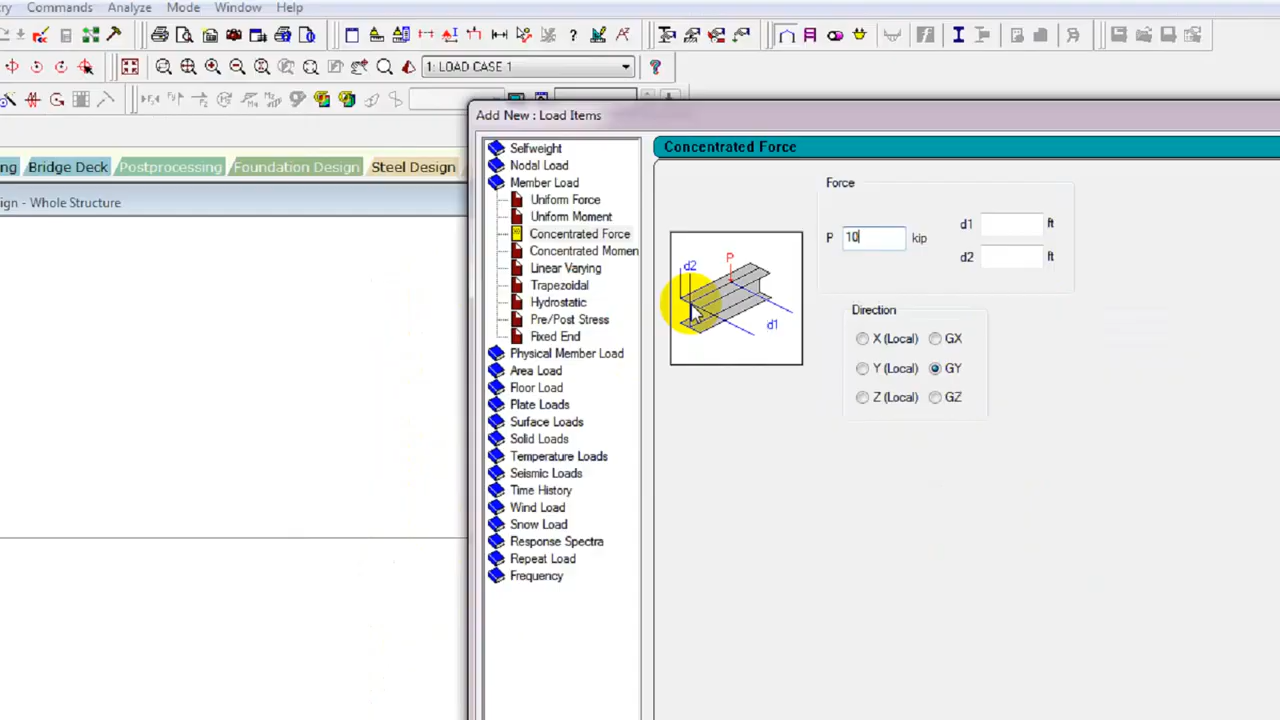 ry Commands Analyze Mode Window Help
1: LOAD CASE 1
Add New : Load Items
ng Bridge Deck Postprocessing Foundation Design Steel Design
ign - Whole Structure
Selfweight
Nodal Load
Member Load
Uniform Force
Uniform Moment
Concentrated Force
Concentrated Momen
Linear Varying
Trapezoidal
Hydrostatic
Pre/Post Stress
Fixed End
Physical Member Load
Area Load
Floor Load
Plate Loads
Surface Loads
Solid Loads
Temperature Loads
Seismic Loads
Time History
Wind Load
Snow Load
Response Spectra
Repeat Load
Frequency
Concentrated Force
Force
P 10 kip
d1 ft
d2 ft
P
d2
d1
Direction
X (Local) GX
Y (Local) GY
Z (Local) GZ